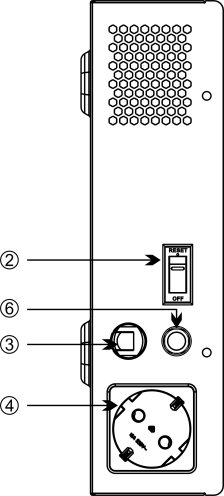 RESET
②
OFF
⑥
③
④